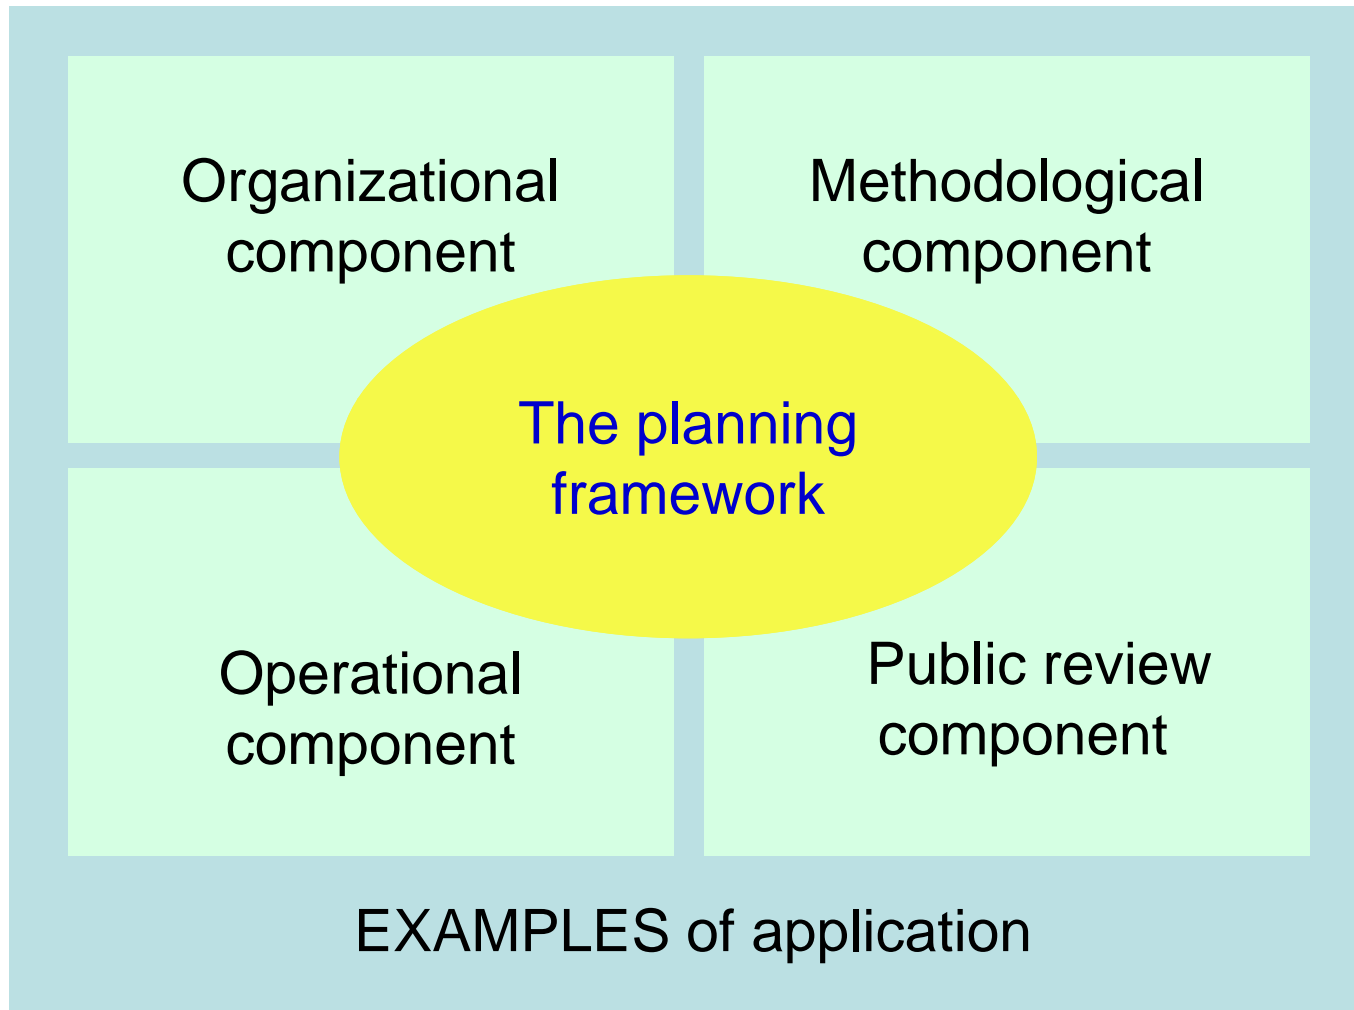 Organizational
component
Methodological
component
The planning
framework
Operational
component
Public review
component
EXAMPLES of application